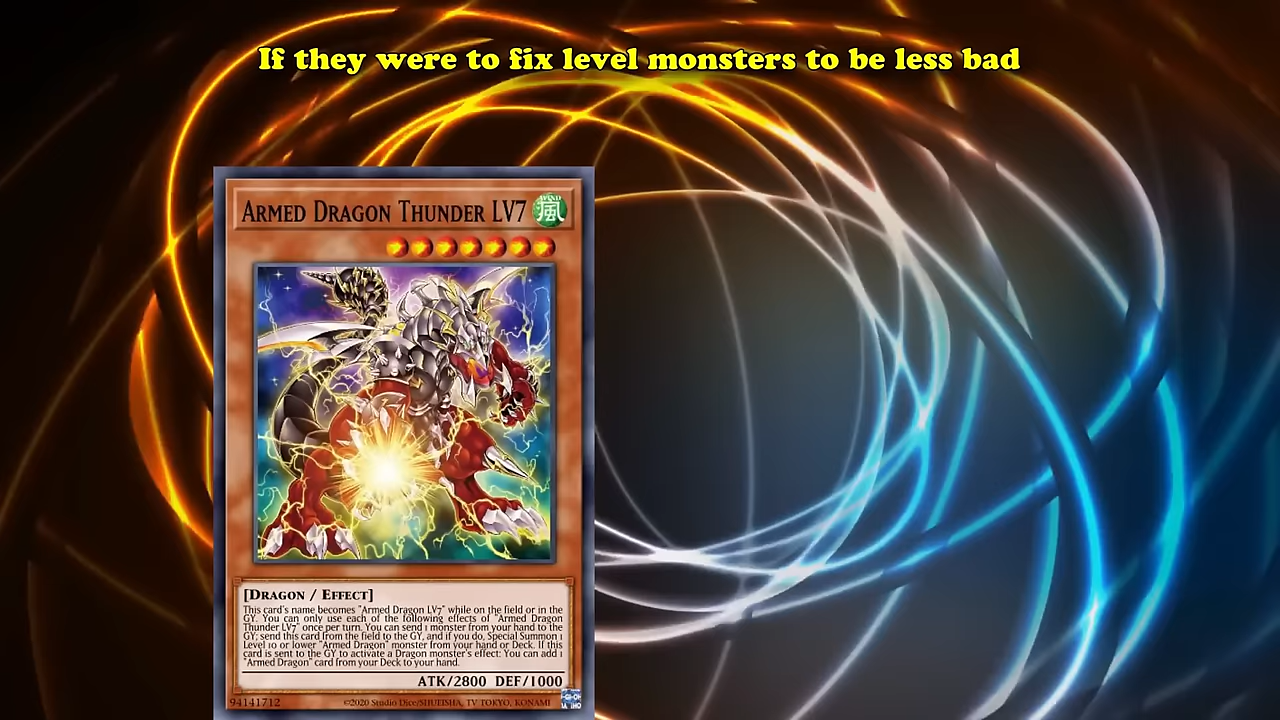 If they were to fix level monsters to be less bad
ARMED DRAGON THUNDER LV7
WIND
風
[DRAGON / EFFECT]
This card's name becomes "Armed Dragon LV7" while on the field or in the
GY. You can only use each of the following effects of "Armed Dragon
Thunder LV7" once per turn. You can send 1 monster from your hand to the
GY; send this card from the field to the GY, and if you do, Special Summon 1
Level 10 or lower "Armed Dragon" monster from your hand or Deck. If this
card is sent to the GY to activate a Dragon monster's effect: You can add 1
"Armed Dragon" card from your Deck to your hand.
ATK/2800 DEF/1000
94141712 ©2020 Studio Dice/SHUEISHA, TV TOKYO, KONAMI